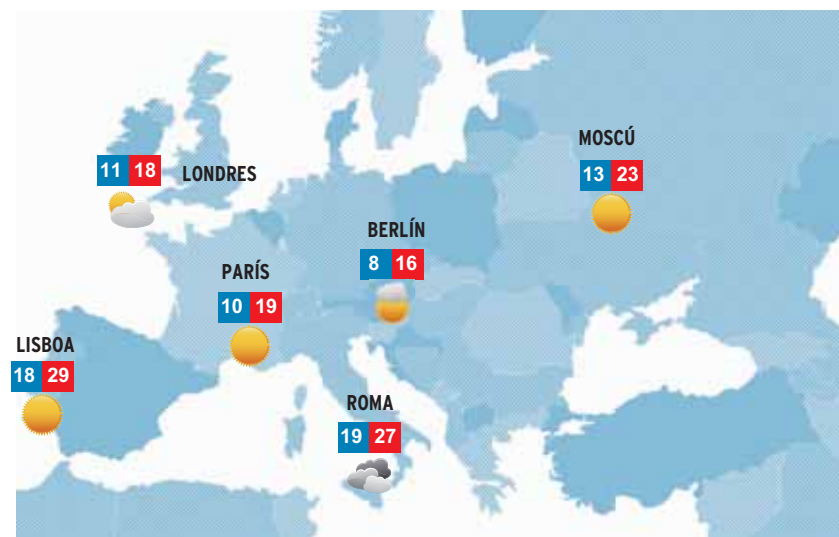 MOSCÚ
13 23
11 18
LONDRES
BERLÍN
8 16
PARÍS
10 19
LISBOA
18 29
ROMA
19 27